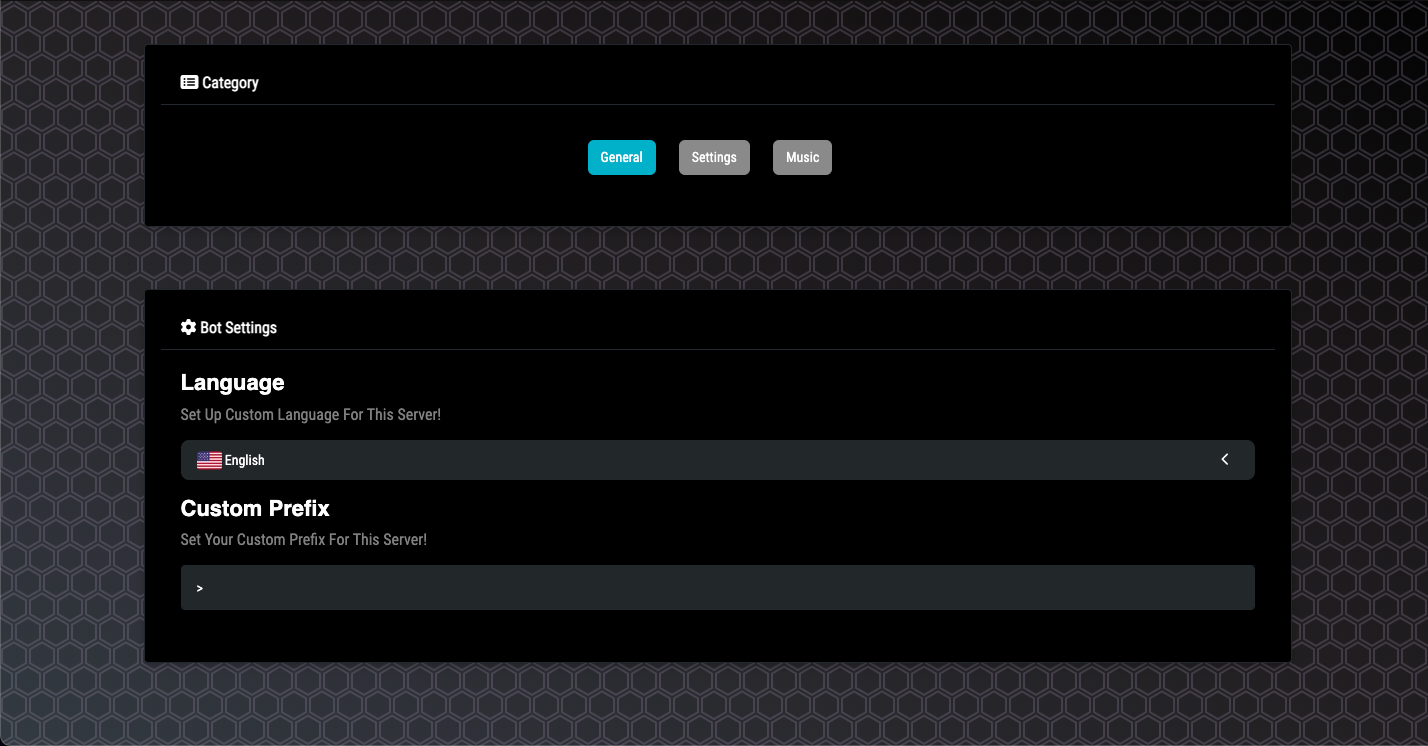 Category
General Settings Music
Bot Settings
Language
Set Up Custom Language For This Server!
English
Custom Prefix
Set Your Custom Prefix For This Server!
>